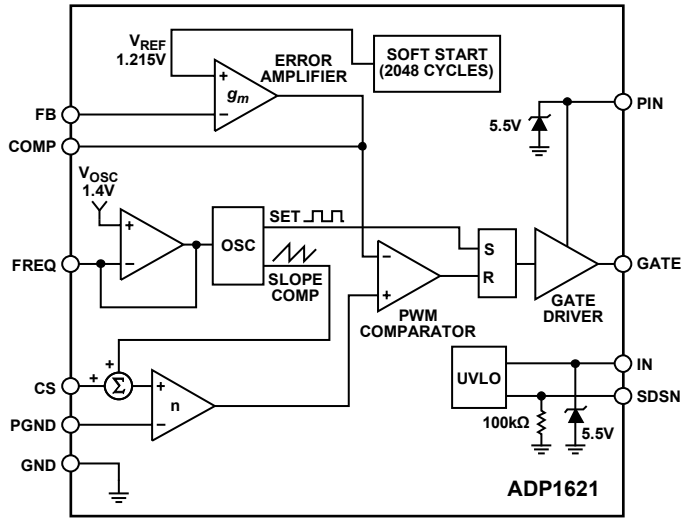 VREF
1.215V
ERROR
AMPLIFIER
SOFT START
(2048 CYCLES)
+
gm
−
FB
COMP
5.5V
PIN
VOSC
1.4V
+
−
FREQ
OSC
SET
SLOPE
COMP
−
+
PWM
COMPARATOR
S
R
GATE
DRIVER
GATE
+
+
Σ
CS
+
n
−
PGND
GND
UVLO
IN
SDSN
100kΩ
5.5V
ADP1621